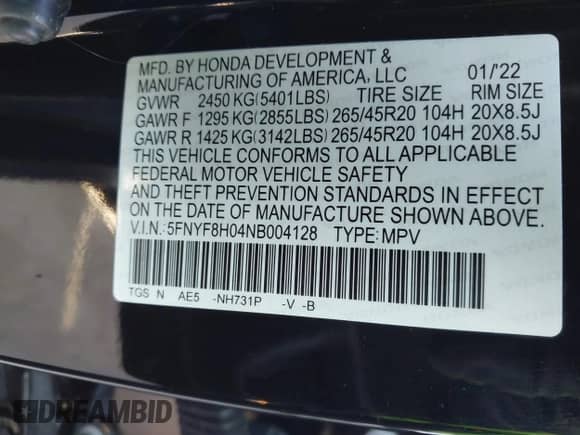 MFD. BY HONDA DEVELOPMENT &
MANUFACTURING OF AMERICA, LLC 01/'22
GVWR 2450 KG (5401LBS) TIRE SIZE RIM SIZE
GAWR F 1295 KG (2855LBS) 265/45R20 104H 20X8.5J
GAWR R 1425 KG (3142LBS) 265/45R20 104H 20X8.5J
THIS VEHICLE CONFORMS TO ALL APPLICABLE
FEDERAL MOTOR VEHICLE SAFETY
AND THEFT PREVENTION STANDARDS IN EFFECT
ON THE DATE OF MANUFACTURE SHOWN ABOVE.
V.I.N.: 5FNYF8H04NB004128 TYPE: MPV
TGS N AE5 -NH731P -V -B
DREAMBID